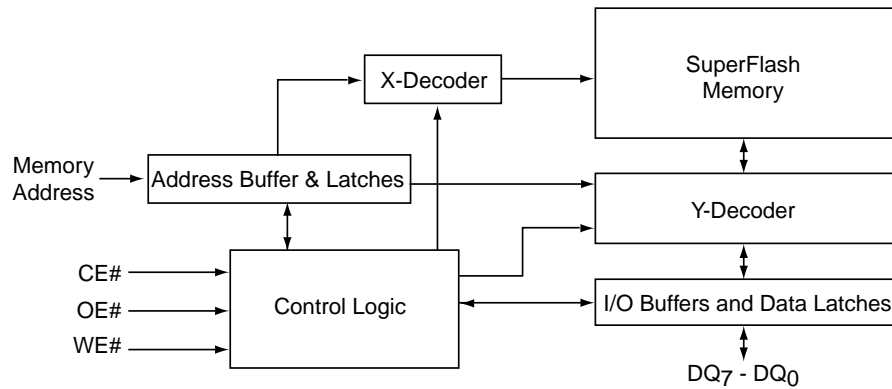 SuperFlash
Memory
X-Decoder
Memory
Address
Address Buffer & Latches
Y-Decoder
CE#
OE#
WE#
Control Logic
I/O Buffers and Data Latches
DQ7 - DQ0